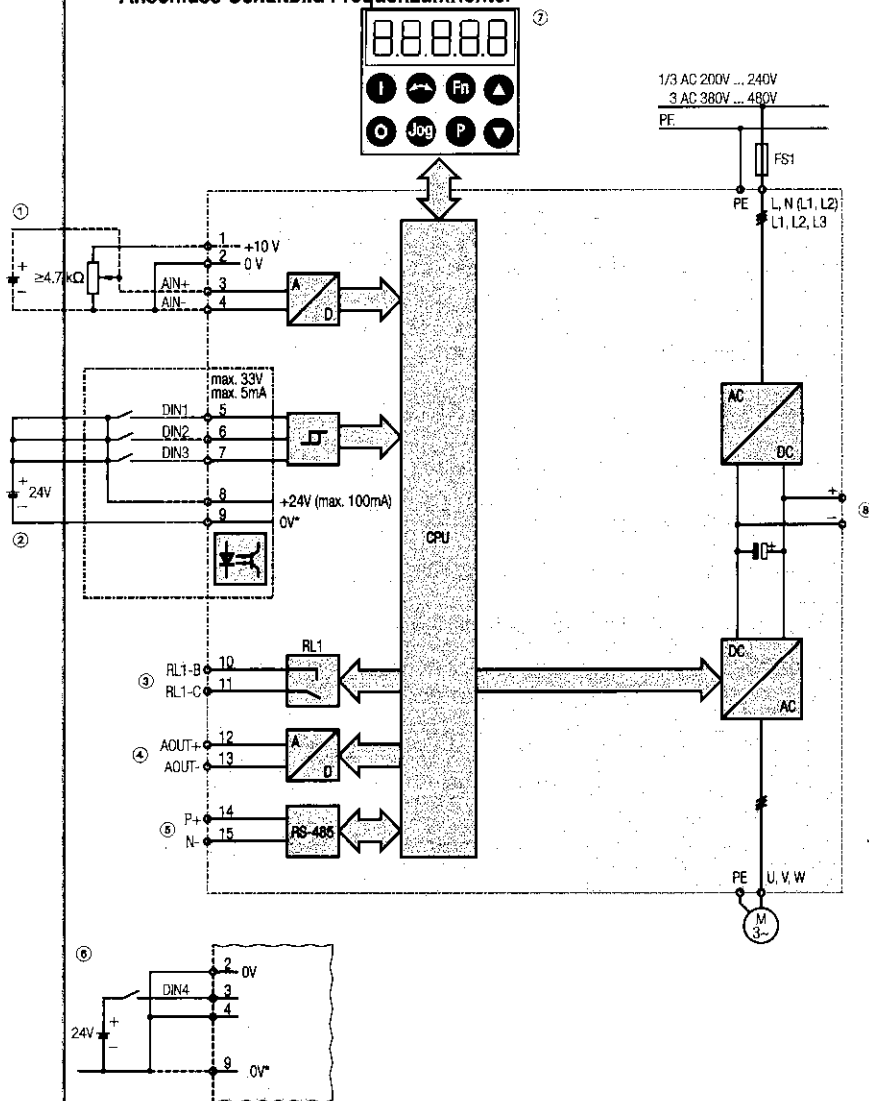 ⑦
88888
I
Fn
O
Jog
P
1/3 AC 200V ... 240V
3 AC 380V ... 480V
PE
FS1
PE
L, N (L1, L2)
L1, L2, L3
①
+
−
≥4.7 kΩ
AIN+
AIN-
1
+10 V
2
0 V
3
4
A
D
max. 33V
max. 5mA
DIN1
5
DIN2
6
DIN3
7
8
+24V (max. 100mA)
9
0V*
+
24V
−
②
CPU
AC
DC
+
−
⑧
+
RL1
RL1-B
10
③
RL1-C
11
DC
AC
AOUT+
12
④
AOUT-
13
A
D
P+
14
⑤
N-
15
RS-485
PE
U, V, W
M
3~
⑥
2
0V
DIN4
3
4
24V
+
−
9
0V*